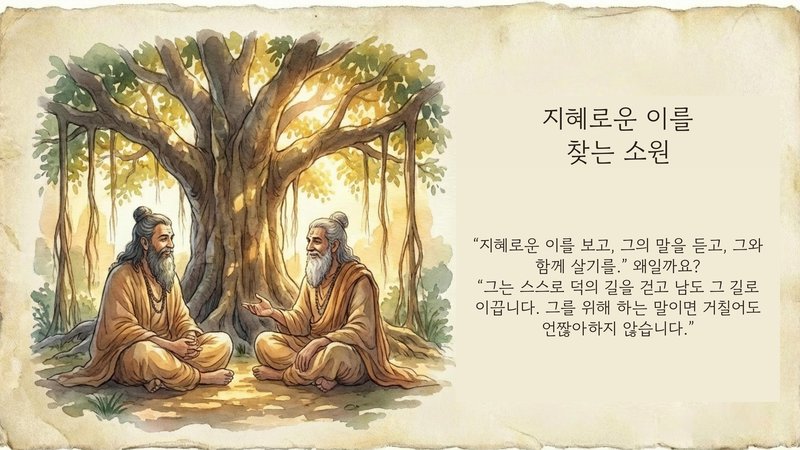 지혜로운 이를
찾는 소원
“지혜로운 이를 보고, 그의 말을 듣고, 그와
함께 살기를.” 왜일까요?
“그는 스스로 덕의 길을 걷고 남도 그 길로
이끕니다. 그를 위해 하는 말이면 거칠어도
언짢아하지 않습니다.”